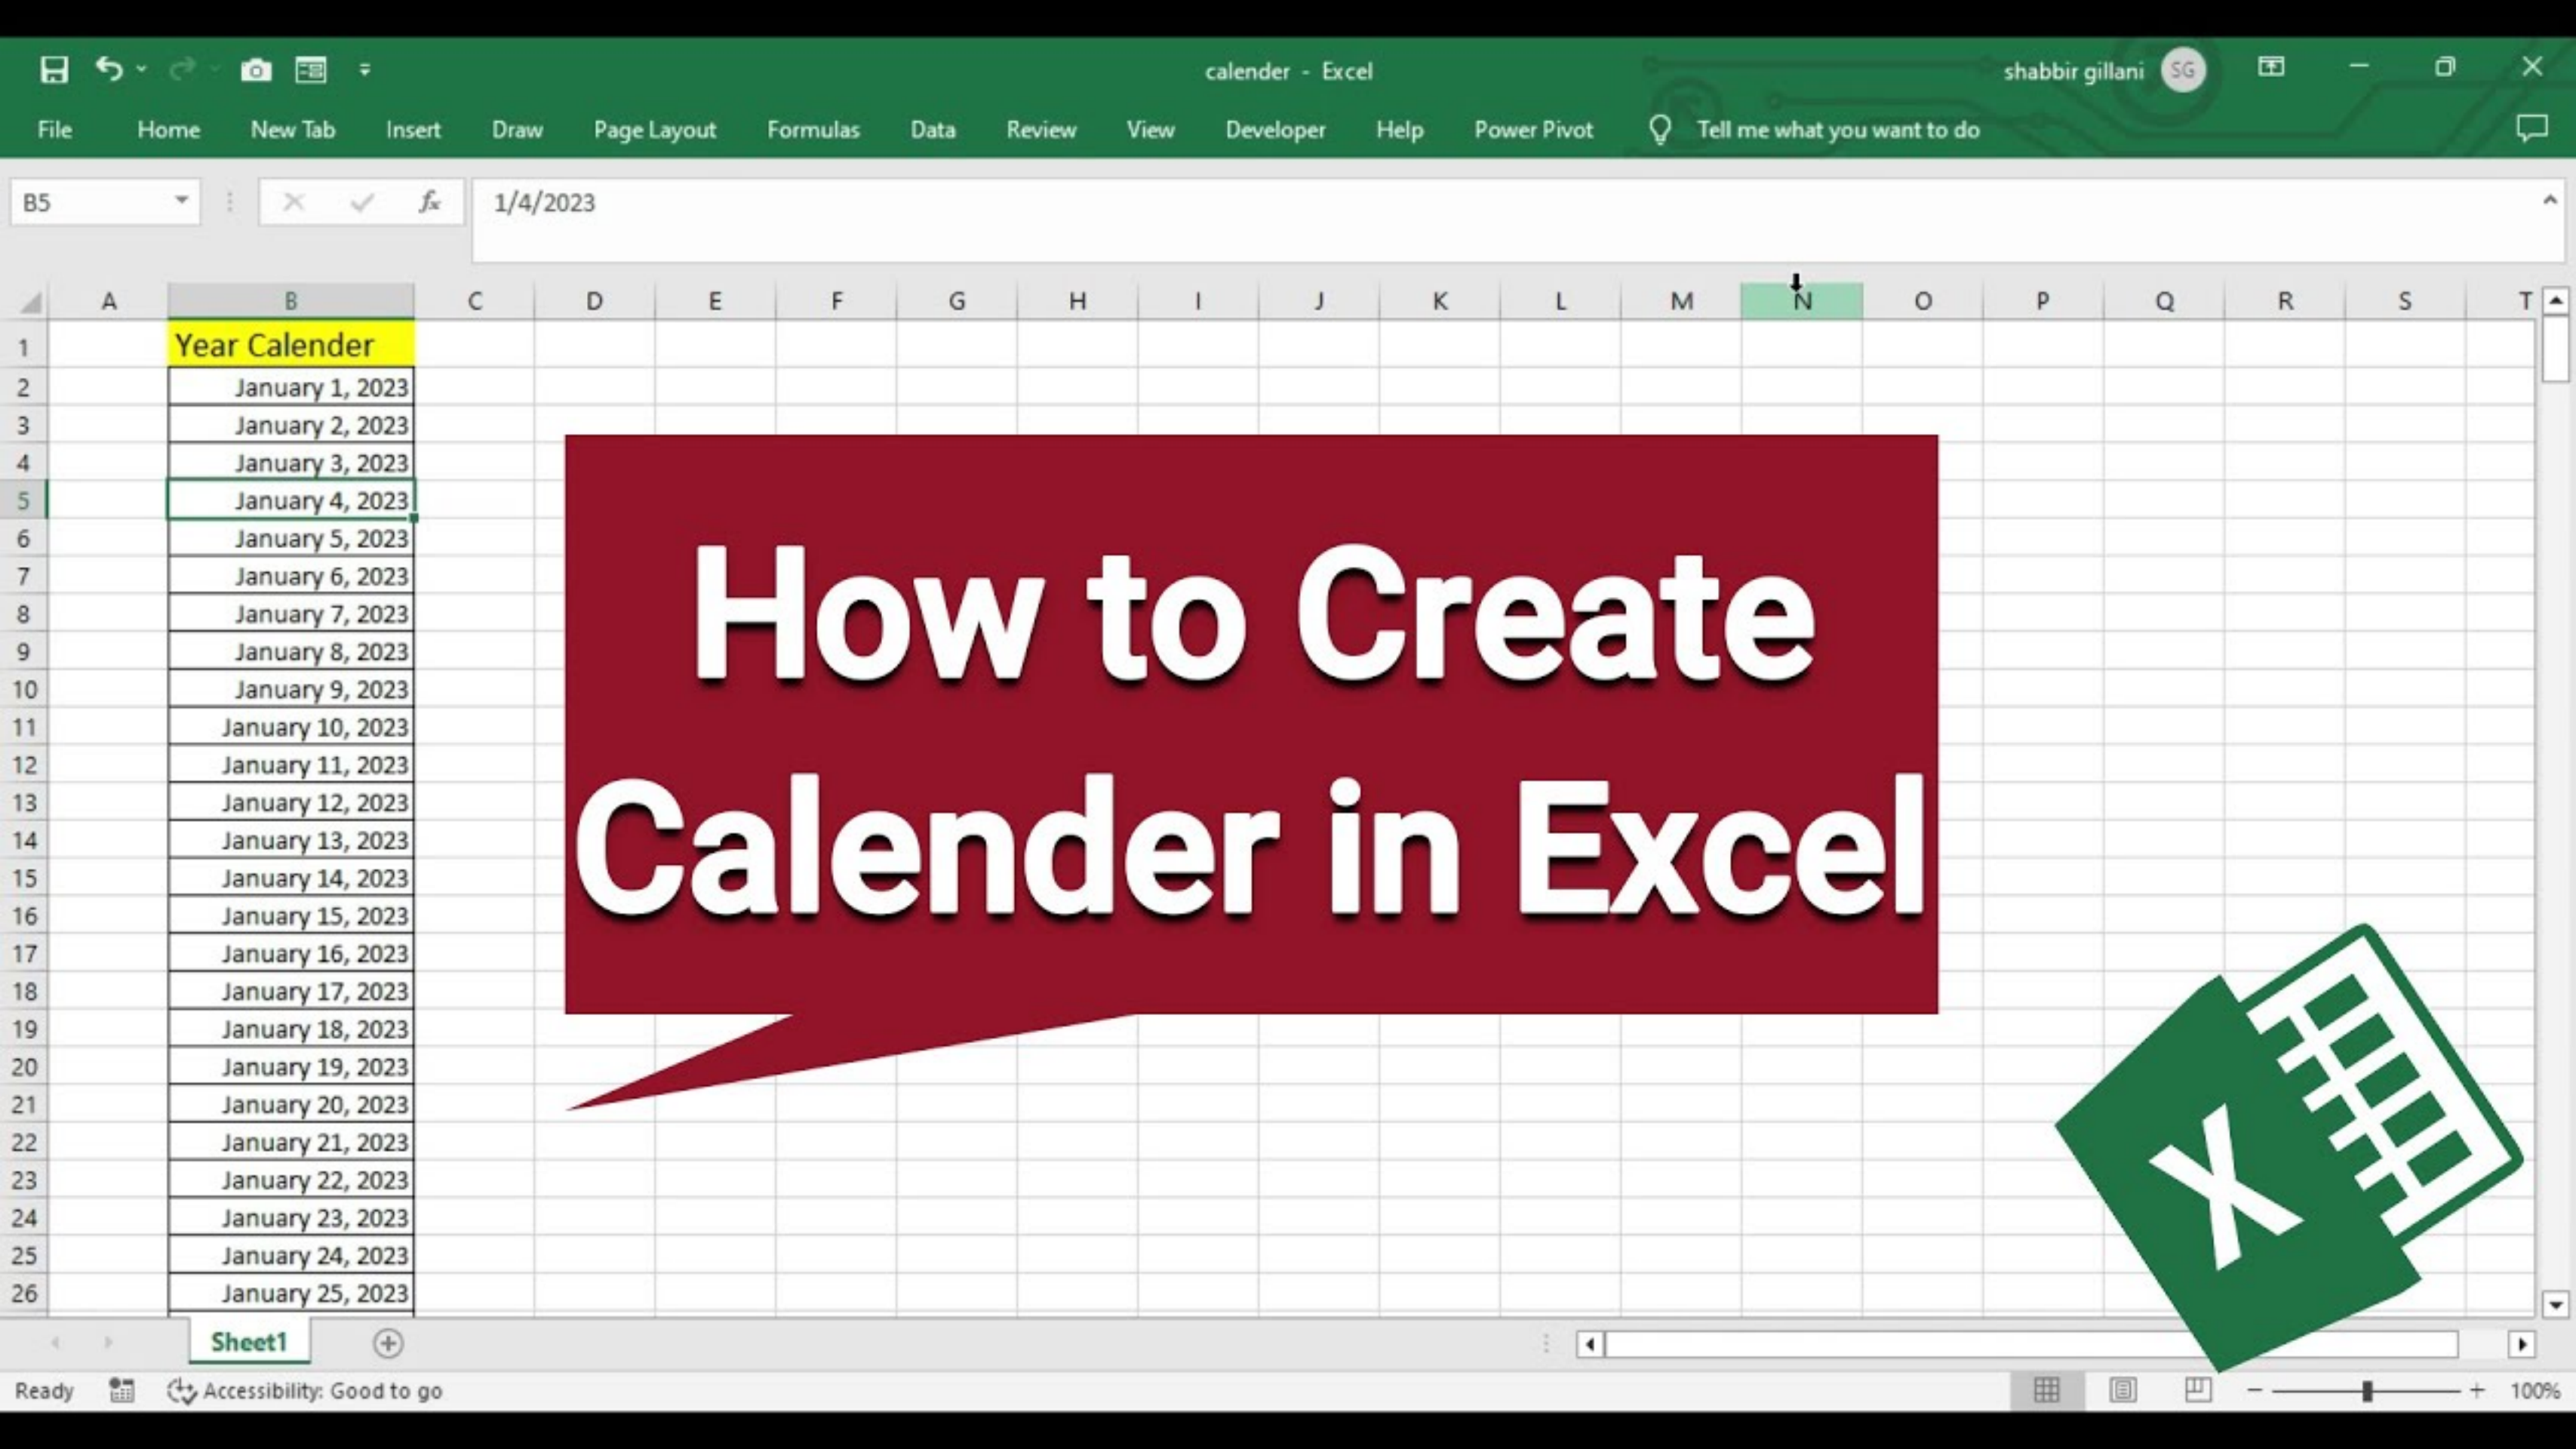 calender - Excel
shabbir gillani SG
File Home New Tab Insert Draw Page Layout Formulas Data Review View Developer Help Power Pivot Tell me what you want to do
B5 fx 1/4/2023
A B C D E F G H I J K L M N O P Q R S T
1 Year Calender
2 January 1, 2023
3 January 2, 2023
4 January 3, 2023
5 January 4, 2023
6 January 5, 2023
7 January 6, 2023
8 January 7, 2023
9 January 8, 2023
10 January 9, 2023
11 January 10, 2023
12 January 11, 2023
13 January 12, 2023
14 January 13, 2023
15 January 14, 2023
16 January 15, 2023
17 January 16, 2023
18 January 17, 2023
19 January 18, 2023
20 January 19, 2023
21 January 20, 2023
22 January 21, 2023
23 January 22, 2023
24 January 23, 2023
25 January 24, 2023
26 January 25, 2023
How to Create
Calender in Excel
X
Sheet1
Ready Accessibility: Good to go 100%